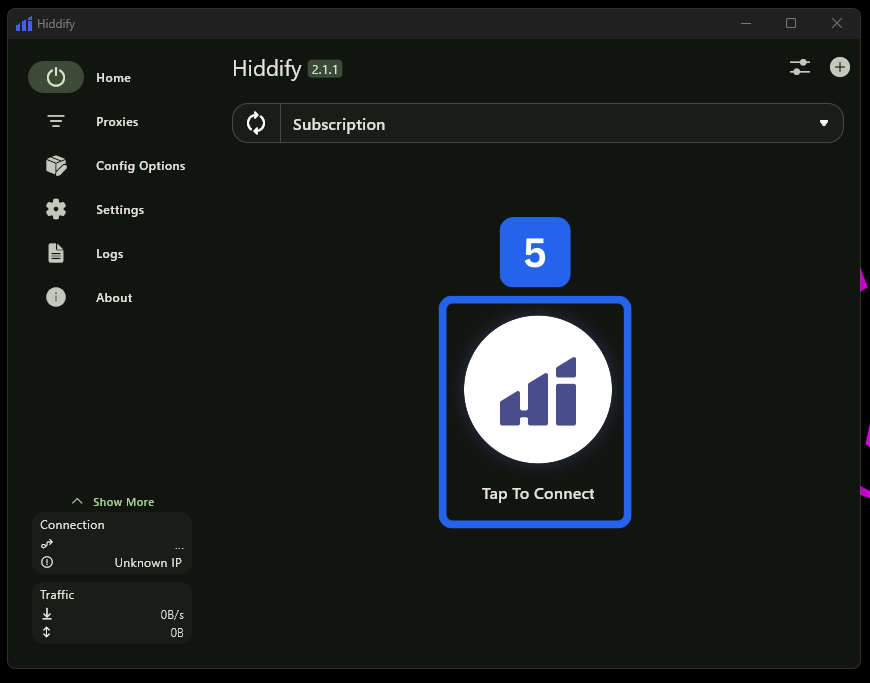 Hiddify
Home
Proxies
Config Options
Settings
Logs
About
Show More
Connection
...
Unknown IP
Traffic
0B/s
0B
Hiddify 2.1.1
Subscription
5
Tap To Connect